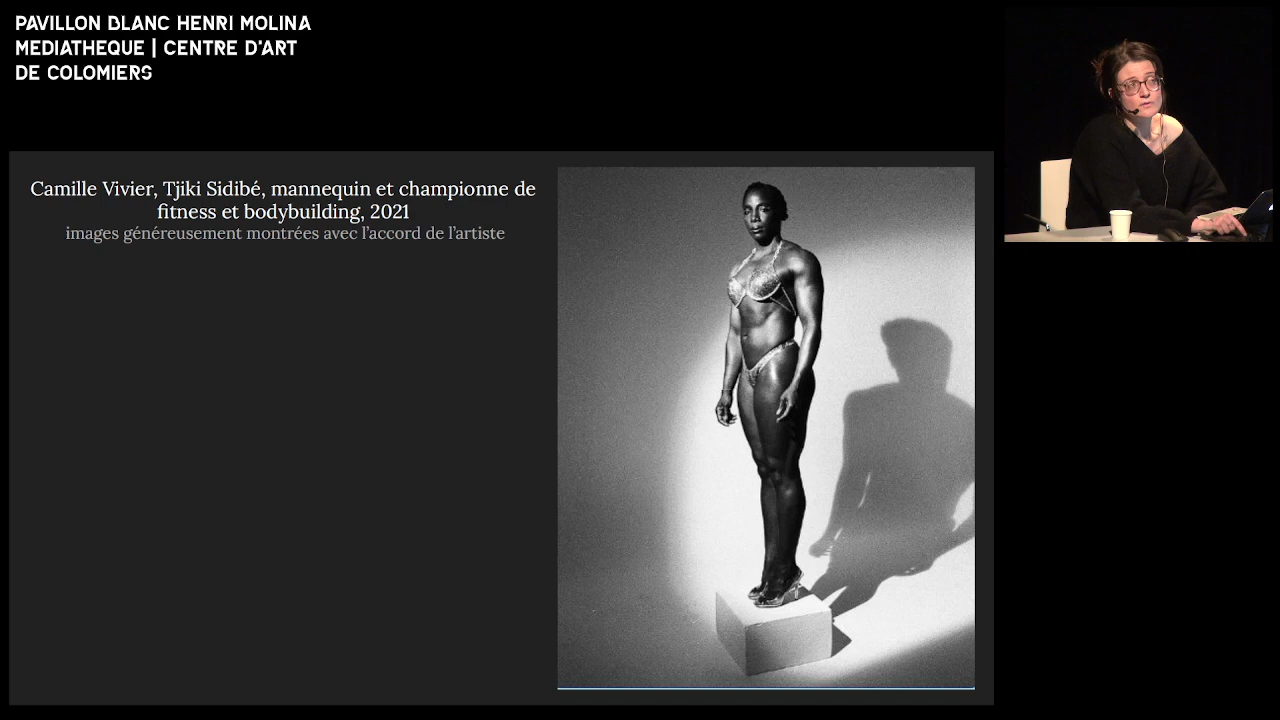 PAVILLON BLANC HENRI MOLINA
MEDIATHEQUE | CENTRE D'ART
DE COLOMIERS
Camille Vivier, Tjiki Sidibé, mannequin et championne de
fitness et bodybuilding, 2021
images généreusement montrées avec l'accord de l'artiste